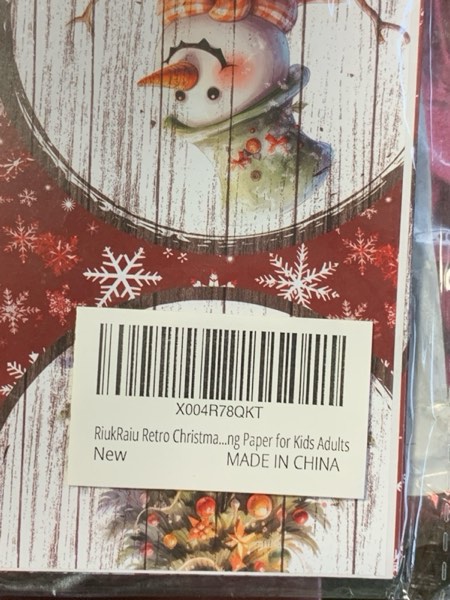 X004R78QKT
RiukRaiu Retro Christma...ng Paper for Kids Adults
New MADE IN CHINA